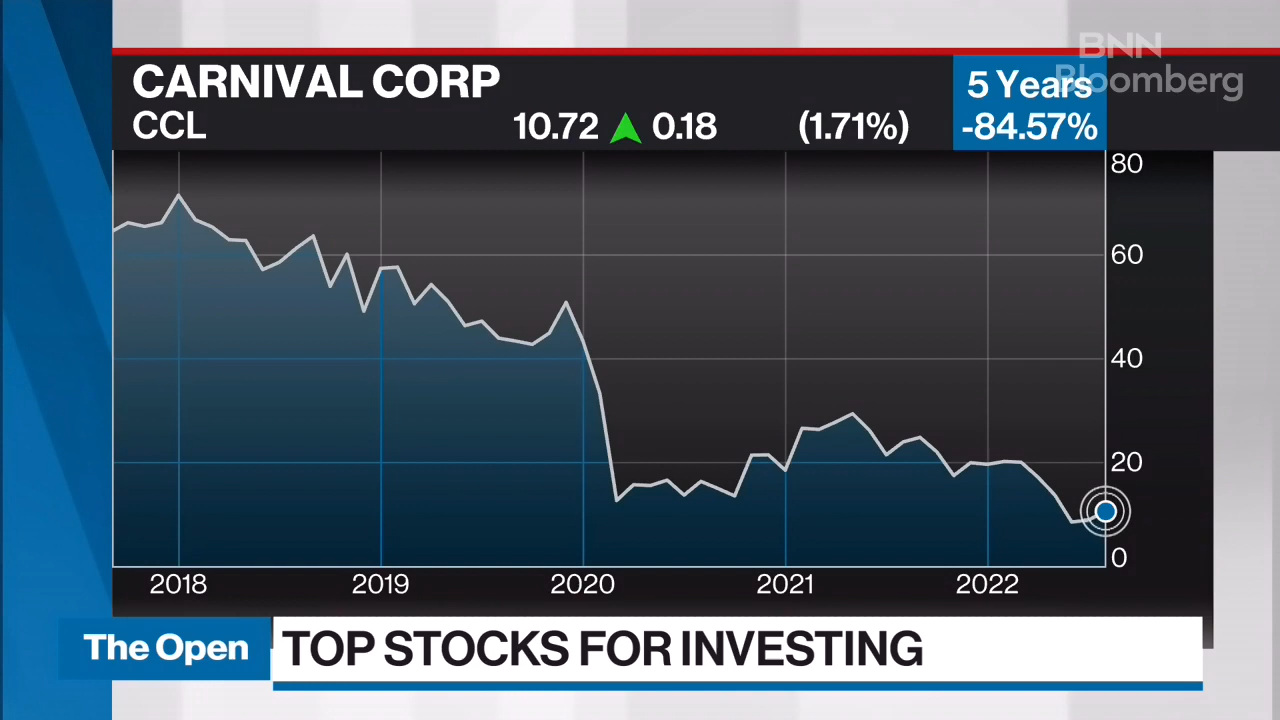 BNN
Bloomberg
CARNIVAL CORP
CCL
10.72 ▲ 0.18 (1.71%)
5 Years
-84.57%
80
60
40
20
0
2018 2019 2020 2021 2022
The Open
TOP STOCKS FOR INVESTING